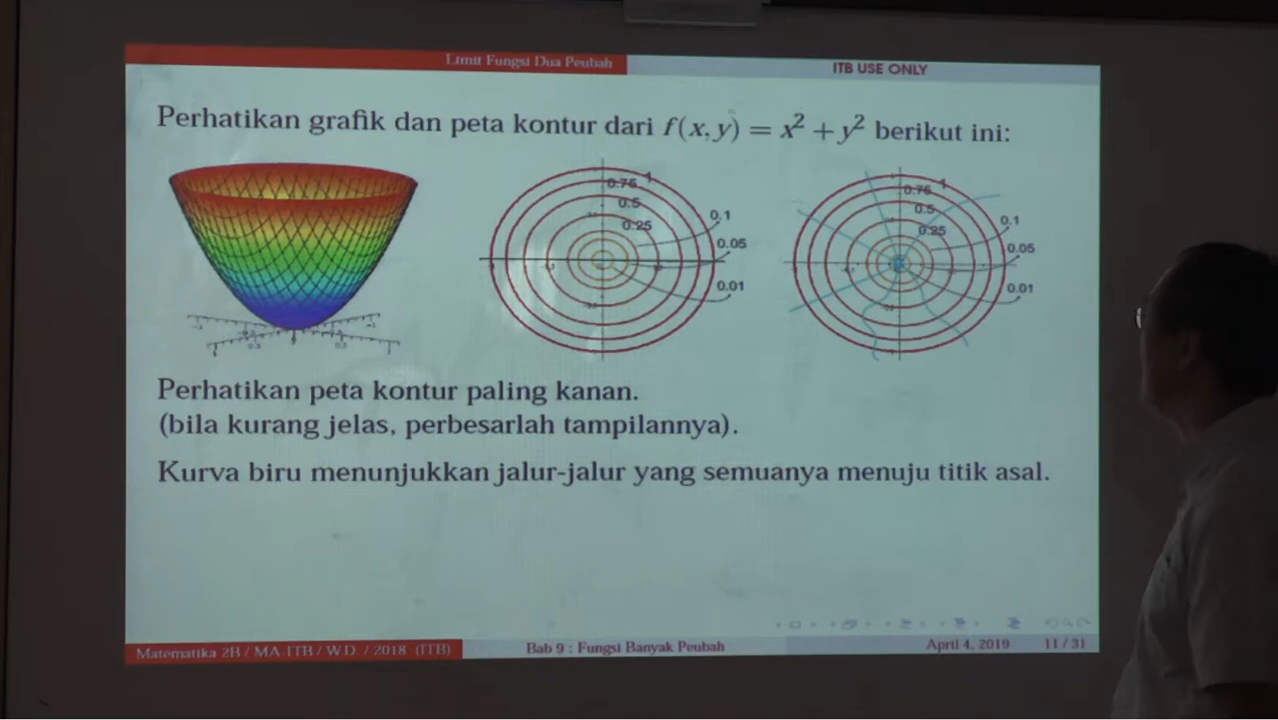 Limit Fungsi Dua Peubah
ITB USE ONLY
Perhatikan grafik dan peta kontur dari f(x,y) = x² + y² berikut ini:
0.75 1
0.5
0.25
0.1
0.05
0.01
0.75 1
0.5
0.25
0.1
0.05
0.01
Perhatikan peta kontur paling kanan.
(bila kurang jelas, perbesarlah tampilannya).
Kurva biru menunjukkan jalur-jalur yang semuanya menuju titik asal.
Matematika 2B / MA-ITB / W.D. / 2018 (ITB)
Bab 9 : Fungsi Banyak Peubah
April 4, 2019
11 / 31